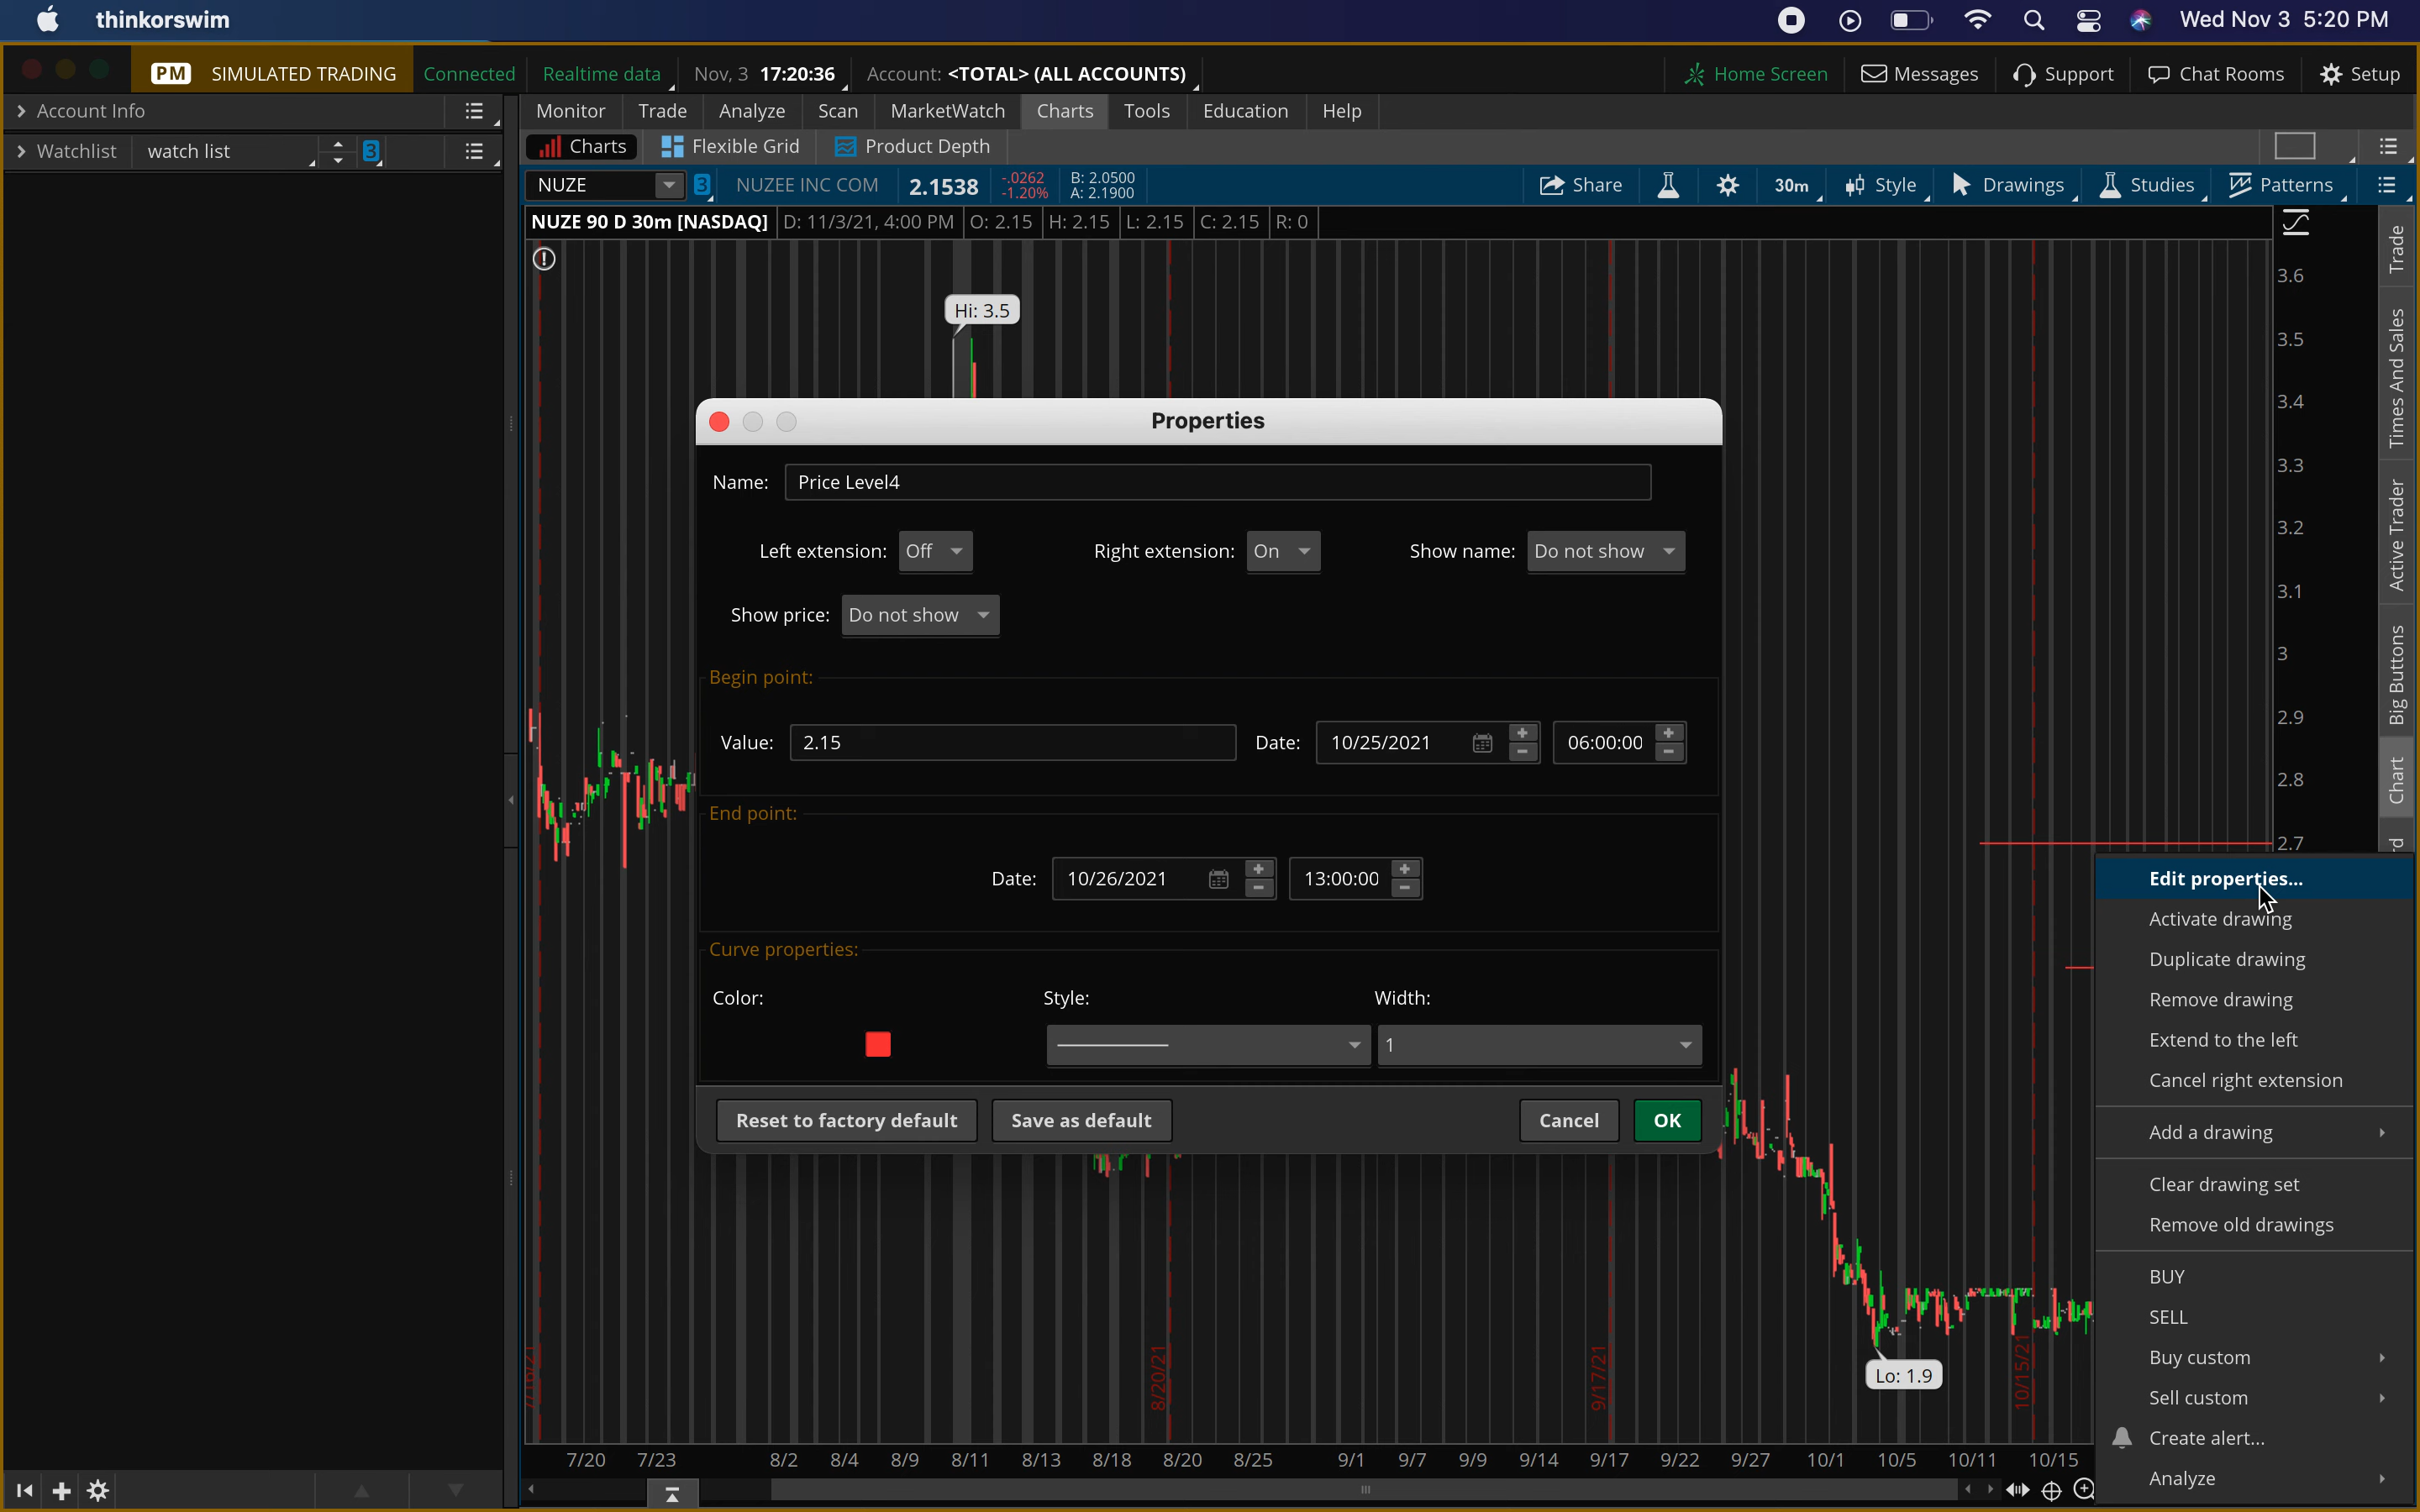 thinkorswim
Wed Nov 3 5:20 PM
PM SIMULATED TRADING Connected Realtime data Nov, 3 17:20:36 Account: <TOTAL> (ALL ACCOUNTS) Home Screen Messages Support Chat Rooms Setup
Account Info
Monitor Trade Analyze Scan MarketWatch Charts Tools Education Help
Watchlist watch list 3
Charts Flexible Grid Product Depth
NUZE 3 NUZEE INC COM 2.1538 -.0262 -1.20% B: 2.0500 A: 2.1900 Share 30m Style Drawings Studies Patterns
NUZE 90 D 30m [NASDAQ] D: 11/3/21, 4:00 PM O: 2.15 H: 2.15 L: 2.15 C: 2.15 R: 0
Hi: 3.5
3.6
3.5
3.4
3.3
3.2
3.1
3
2.9
2.8
2.7
Trade
Times And Sales
Active Trader
Big Buttons
Chart
Properties
Name: Price Level4
Left extension: Off Right extension: On Show name: Do not show
Show price: Do not show
Begin point:
Value: 2.15 Date: 10/25/2021 06:00:00
End point:
Date: 10/26/2021 13:00:00
Curve properties:
Color: Style: Width:
1
Reset to factory default Save as default Cancel OK
Edit properties...
Activate drawing
Duplicate drawing
Remove drawing
Extend to the left
Cancel right extension
Add a drawing
Clear drawing set
Remove old drawings
BUY
SELL
Buy custom
Sell custom
Create alert...
Analyze
Lo: 1.9
8/20/21
9/17/21
10/15/21
7/20 7/23 8/2 8/4 8/9 8/11 8/13 8/18 8/20 8/25 9/1 9/7 9/9 9/14 9/17 9/22 9/27 10/1 10/5 10/11 10/15